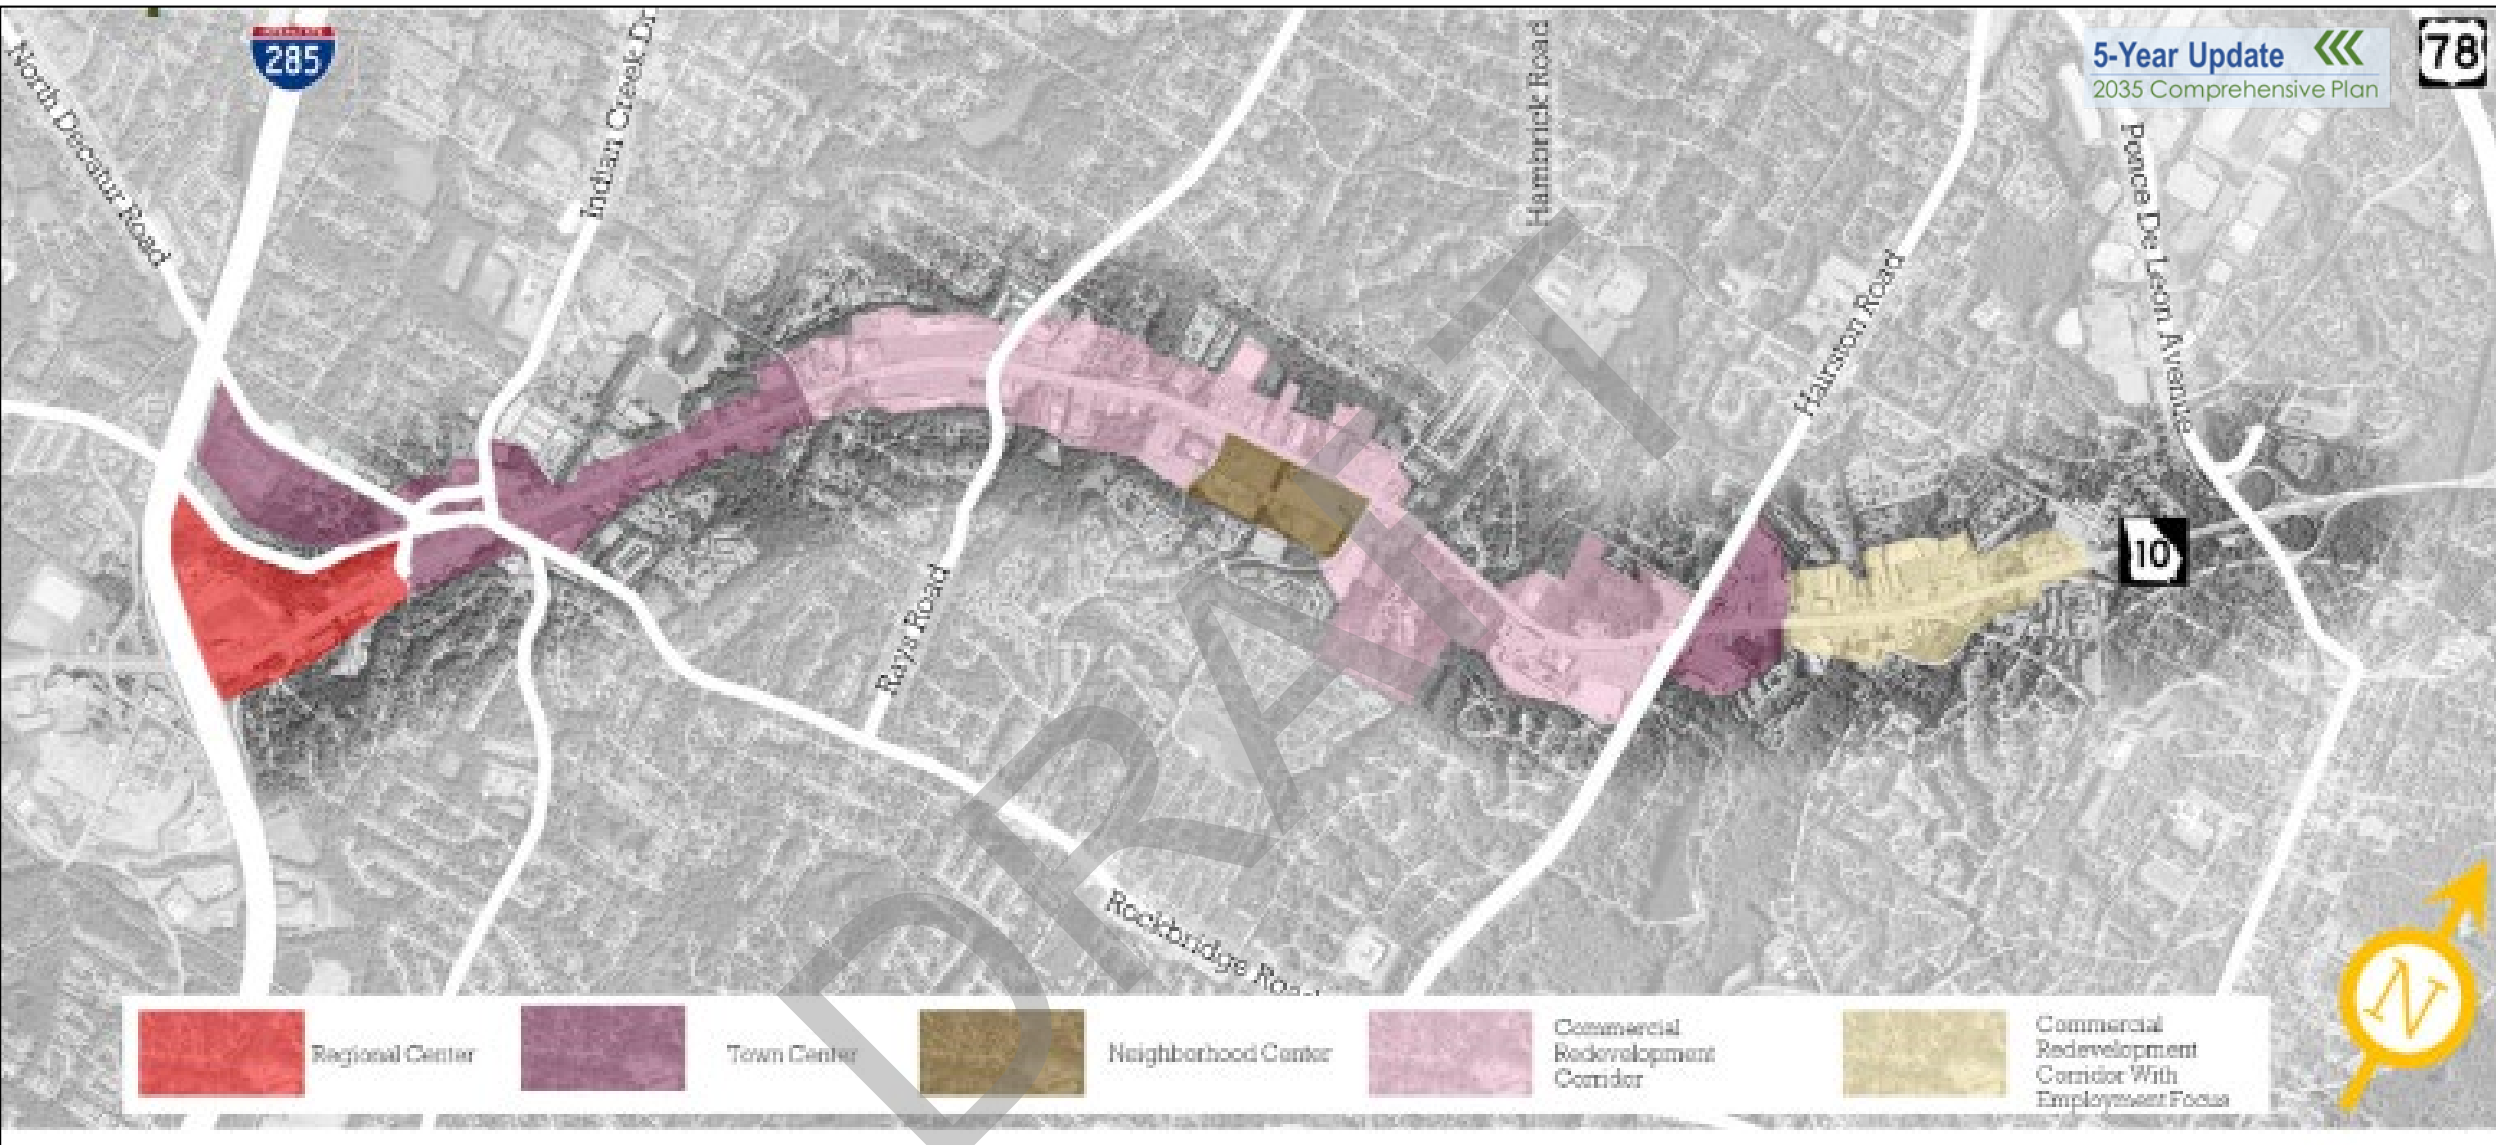 INTERSTATE
285
5-Year Update
2035 Comprehensive Plan
78
North Decatur Road
Indian Creek Dr
Hambrick Road
Ponce De Leon Avenue
Hairston Road
10
Rays Road
Rockbridge Road
DRAFT
N
Regional Center
Town Center
Neighborhood Center
Commercial
Redevelopment
Corridor
Commercial
Redevelopment
Corridor With
Employment Focus